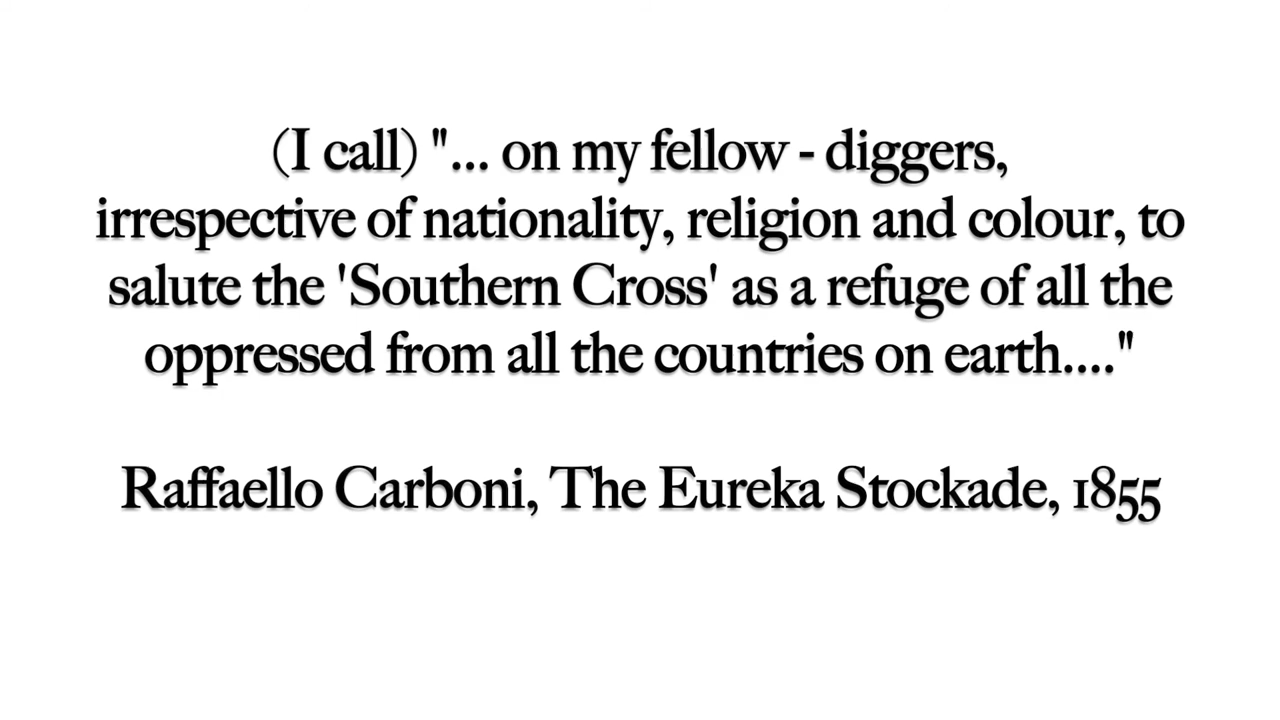 (I call) "... on my fellow - diggers,
irrespective of nationality, religion and colour, to
salute the 'Southern Cross' as a refuge of all the
oppressed from all the countries on earth...."
Raffaello Carboni, The Eureka Stockade, 1855